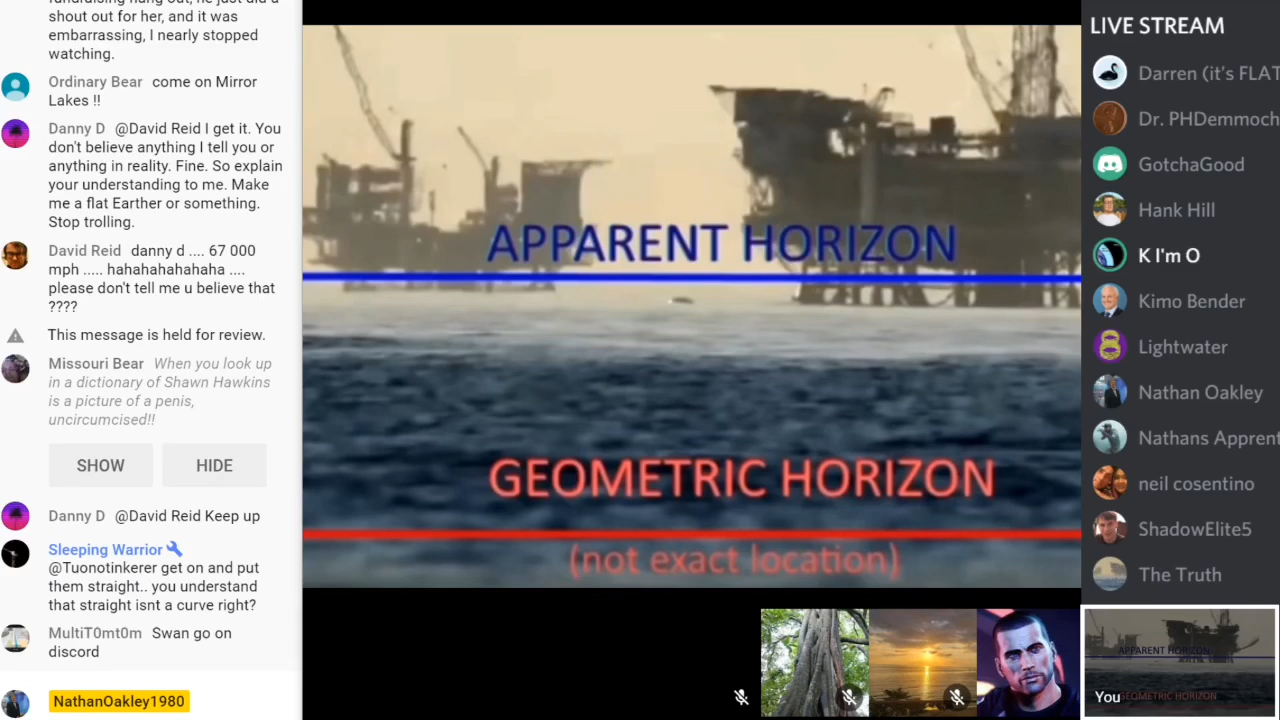 fundraising hang out, he just did a
shout out for her, and it was
embarrassing, I nearly stopped
watching.
Ordinary Bear come on Mirror
Lakes !!
Danny D @David Reid I get it. You
don't believe anything I tell you or
anything in reality. Fine. So explain
your understanding to me. Make
me a flat Earther or something.
Stop trolling.
David Reid danny d .... 67 000
mph ..... hahahahahaha ....
please don't tell me u believe that
????
This message is held for review.
Missouri Bear When you look up
in a dictionary of Shawn Hawkins
is a picture of a penis,
uncircumcised!!
SHOW HIDE
Danny D @David Reid Keep up
Sleeping Warrior
@Tuonotinkerer get on and put
them straight.. you understand
that straight isnt a curve right?
MultiT0mt0m Swan go on
discord
NathanOakley1980
APPARENT HORIZON
GEOMETRIC HORIZON
(not exact location)
LIVE STREAM
Darren (it's FLAT
Dr. PHDemmoch
GotchaGood
Hank Hill
K I'm O
Kimo Bender
Lightwater
Nathan Oakley
Nathans Apprent
neil cosentino
ShadowElite5
The Truth
APPARENT HORIZON
You
GEOMETRIC HORIZON